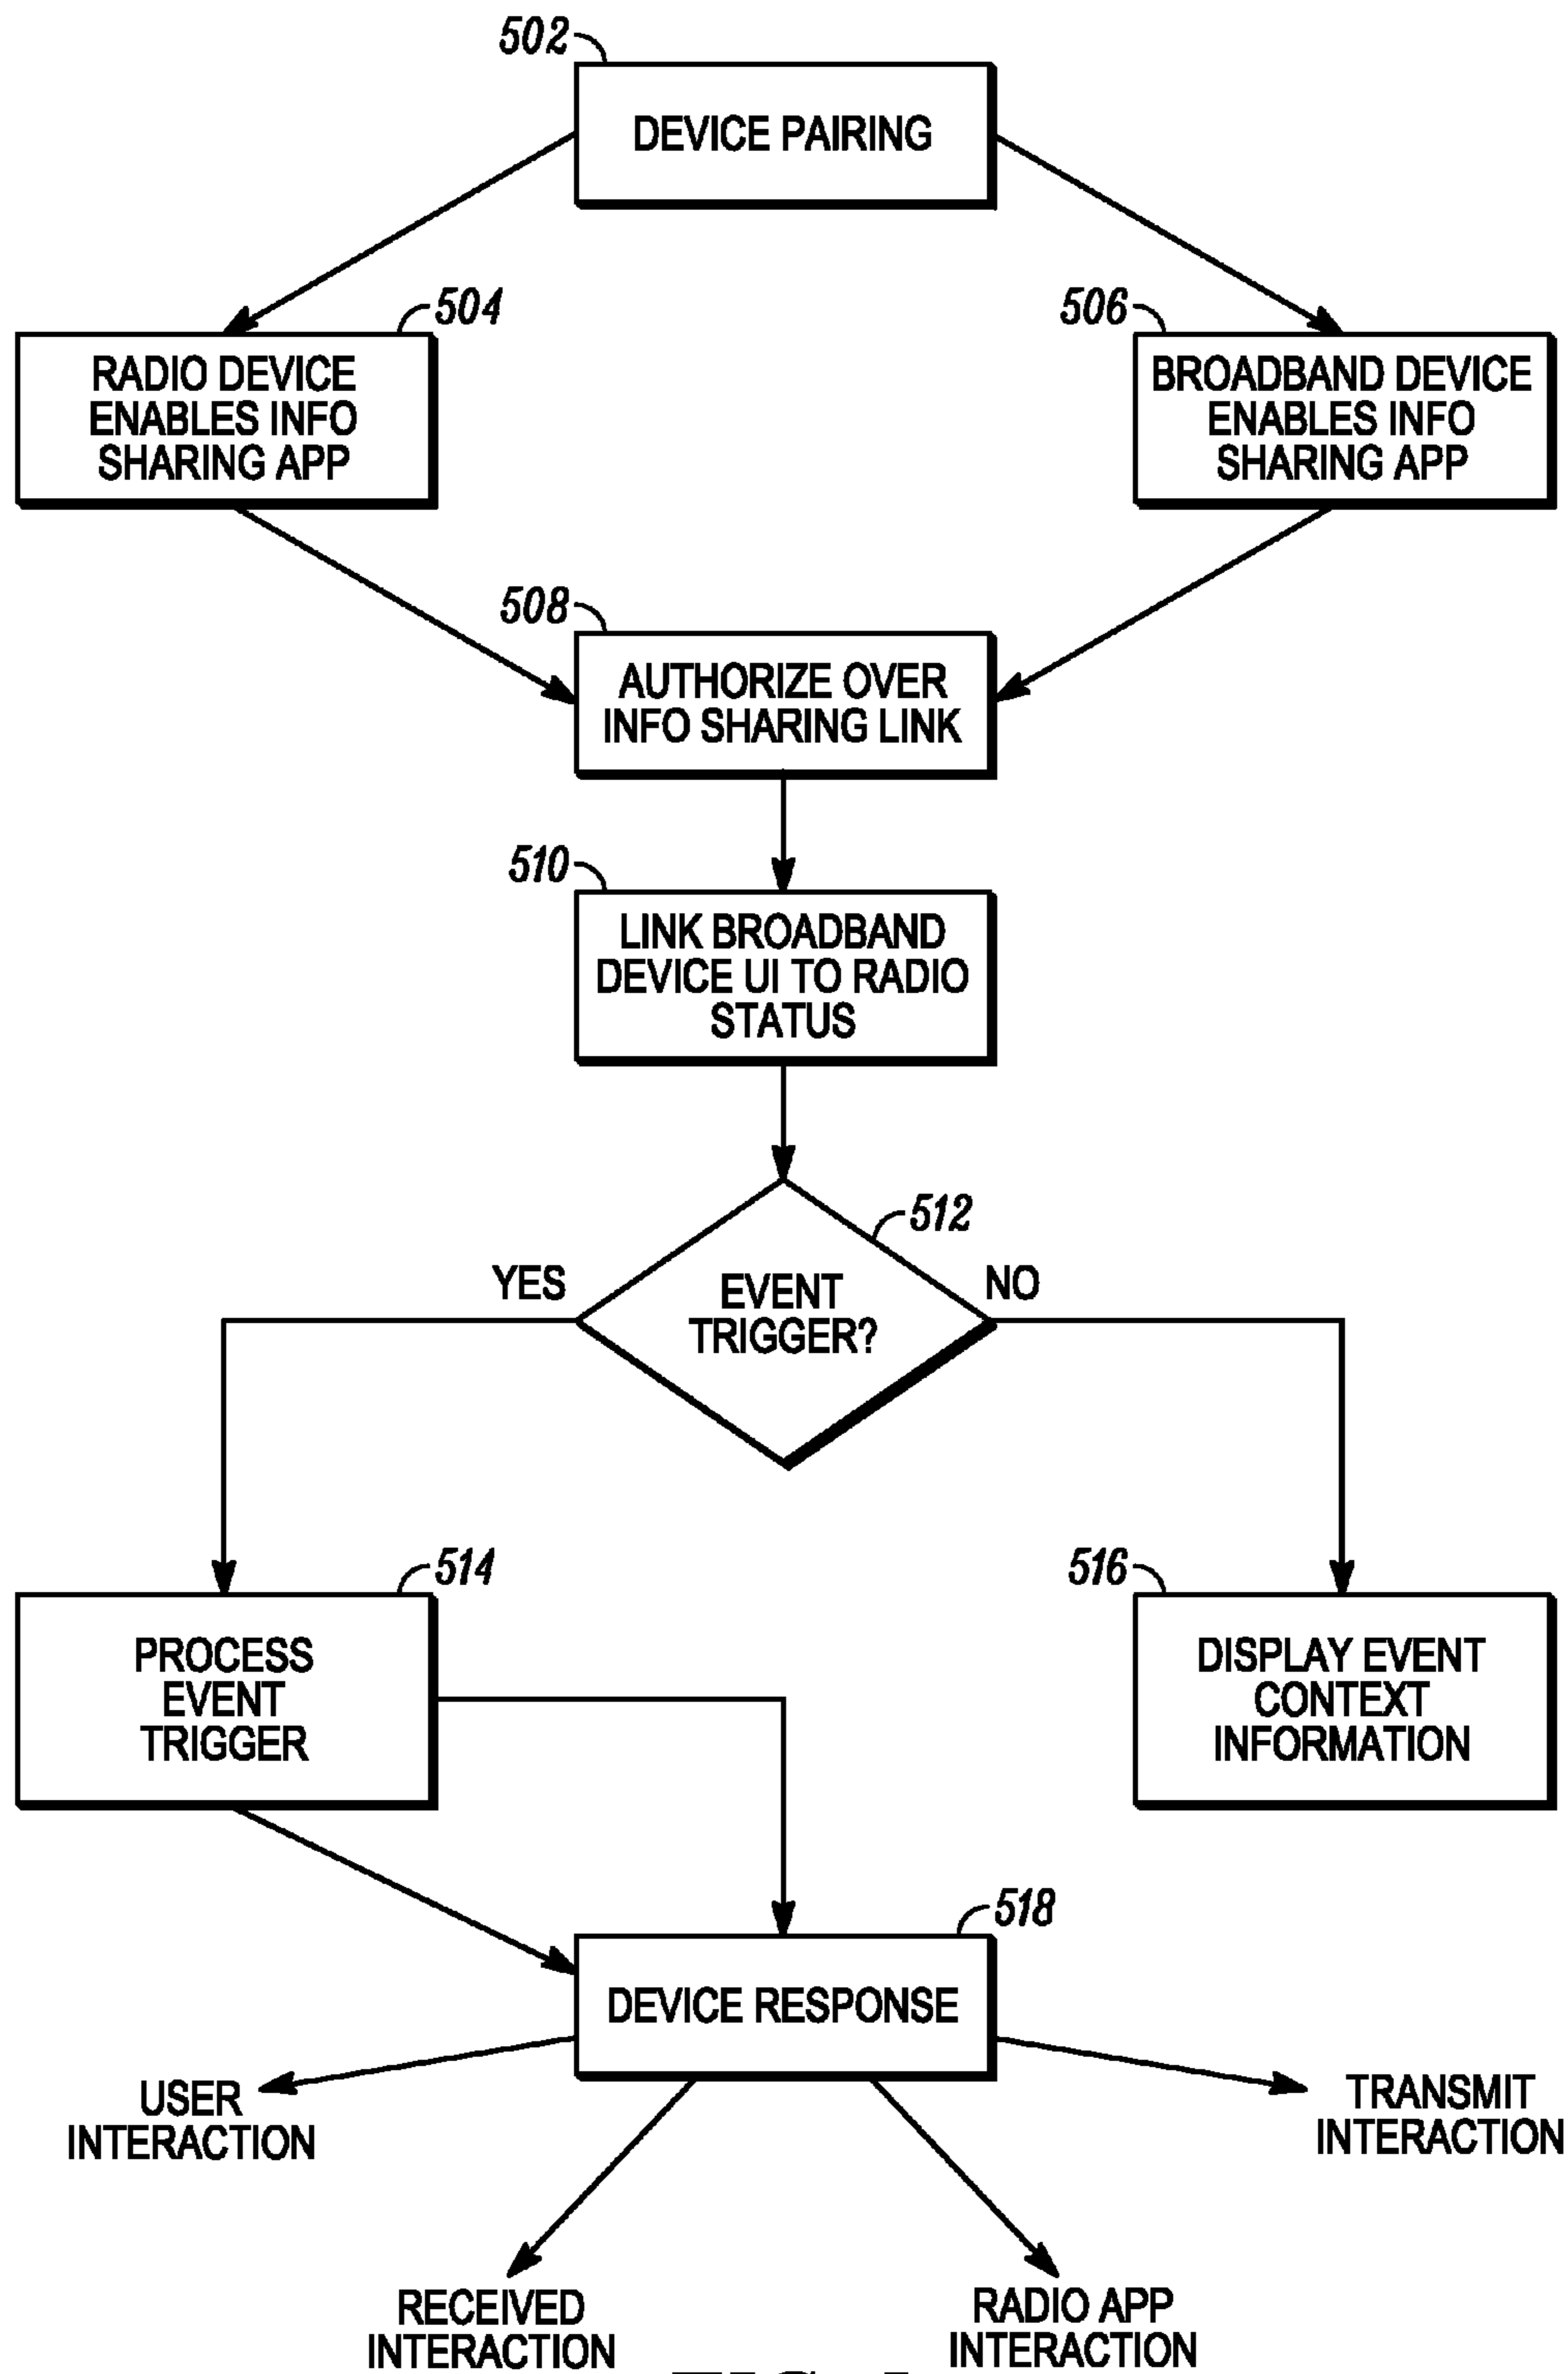 502
DEVICE PAIRING
504
RADIO DEVICE
ENABLES INFO
SHARING APP
506
BROADBAND DEVICE
ENABLES INFO
SHARING APP
508
AUTHORIZE OVER
INFO SHARING LINK
510
LINK BROADBAND
DEVICE UI TO RADIO
STATUS
512
EVENT
TRIGGER?
YES
NO
514
PROCESS
EVENT
TRIGGER
516
DISPLAY EVENT
CONTEXT
INFORMATION
518
DEVICE RESPONSE
USER
INTERACTION
RECEIVED
INTERACTION
RADIO APP
INTERACTION
TRANSMIT
INTERACTION